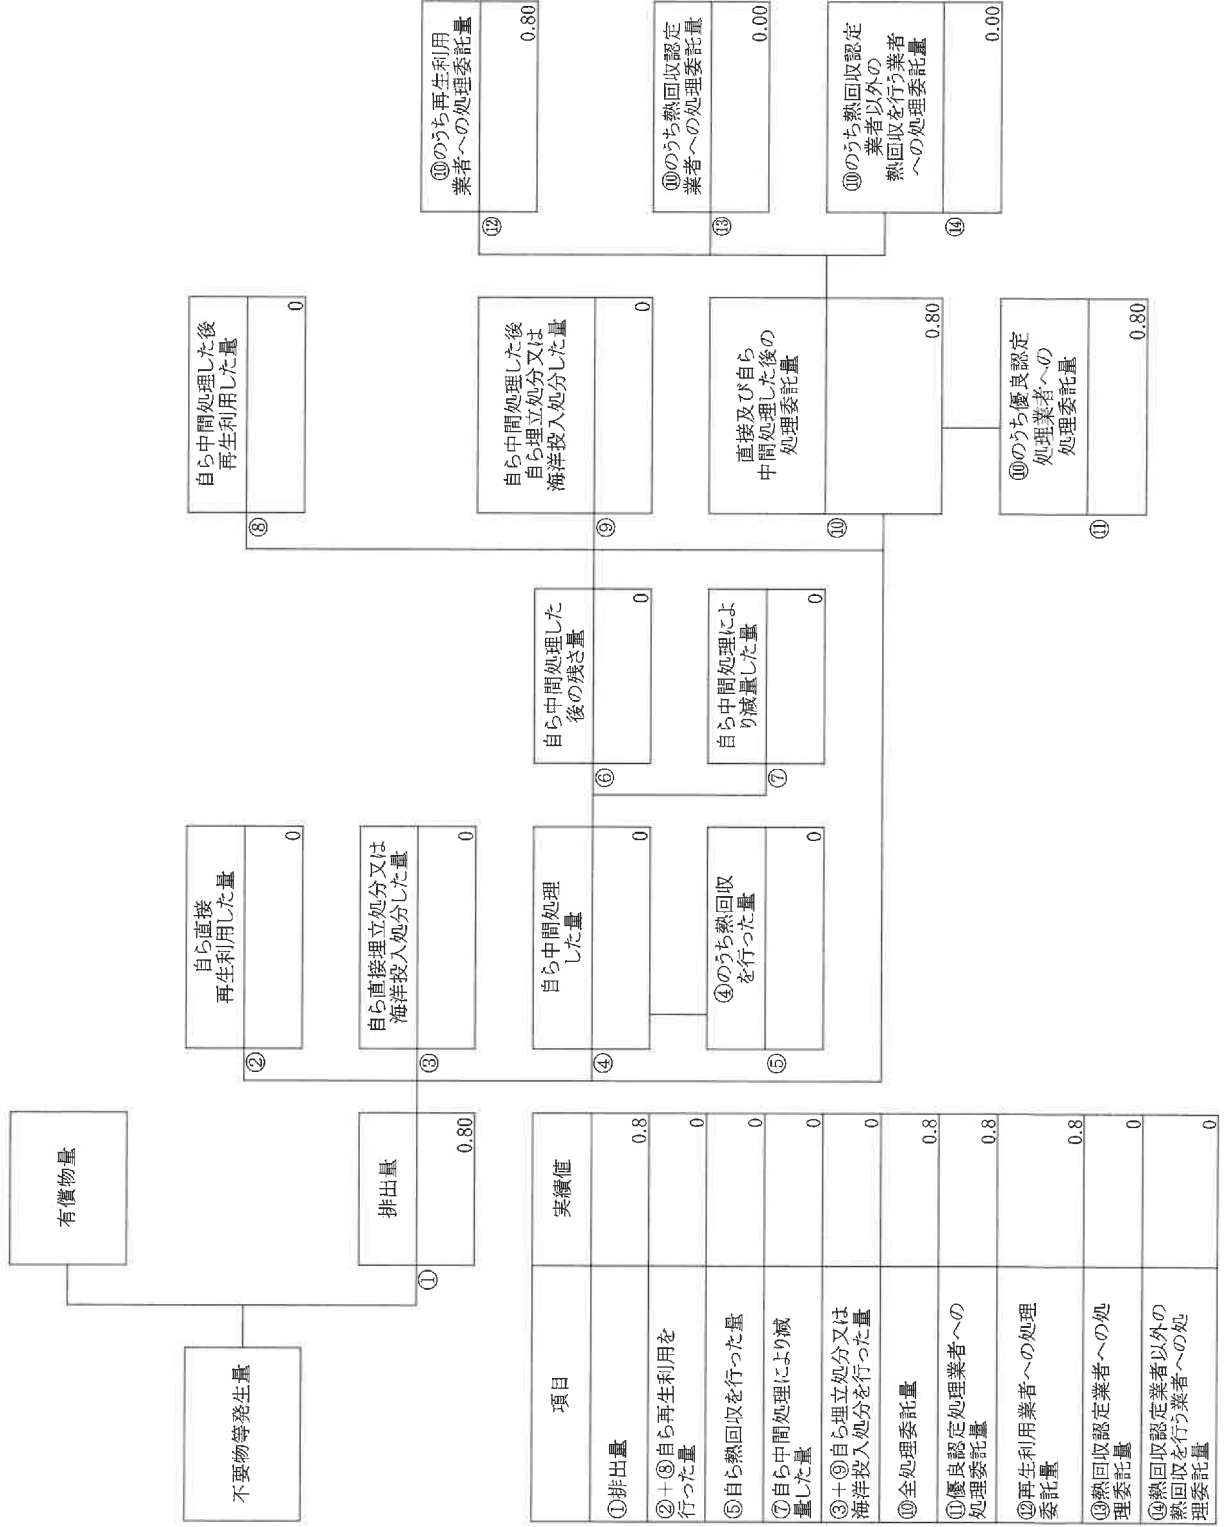 不要物等発生量
有償物量
排出量
①
0.80
自ら直接
再生利用した量
②
0
自ら直接埋立処分又は
海洋投入処分した量
③
0
自ら中間処理
した量
④
0
④のうち熱回収
を行った量
⑤
0
自ら中間処理した
後の残さ量
⑥
0
自ら中間処理によ
り減量した量
⑦
0
自ら中間処理した後
再生利用した量
⑧
0
自ら中間処理した後
自ら埋立処分又は
海洋投入処分した量
⑨
0
直接及び自ら
中間処理した後の
処理委託量
⑩
0.80
⑩のうち優良認定
処理業者への
処理委託量
⑪
0.80
⑩のうち再生利用
業者への処理委託量
⑫
0.80
⑩のうち熱回収認定
業者への処理委託量
⑬
0.00
⑩のうち熱回収認定
業者以外の
熱回収を行う業者
への処理委託量
⑭
0.00
項目 実績値
①排出量 0.8
②+⑧自ら再生利用を
行った量 0
⑤自ら熱回収を行った量 0
⑦自ら中間処理により減
量した量 0
③+⑨自ら埋立処分又は
海洋投入処分を行った量 0
⑩全処理委託量 0.8
⑪優良認定処理業者への
処理委託量 0.8
⑫再生利用業者への処理
委託量 0.8
⑬熱回収認定業者への処
理委託量 0
⑭熱回収認定業者以外の
熱回収を行う業者への処
理委託量 0